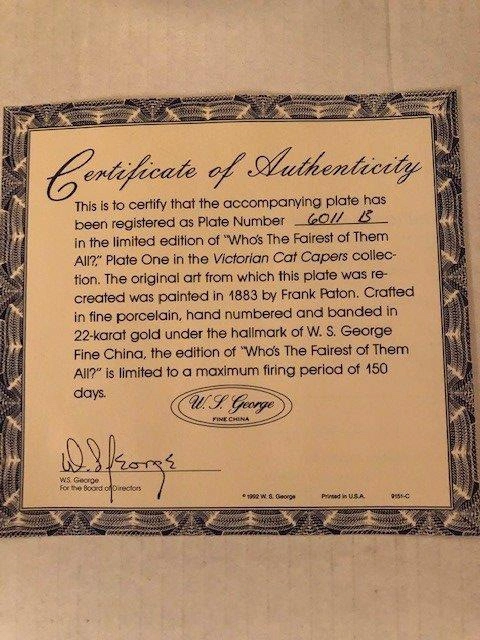 Certificate of Authenticity
This is to certify that the accompanying plate has
been registered as Plate Number 6011 B
in the limited edition of "Who's The Fairest of Them
All?," Plate One in the Victorian Cat Capers collec-
tion. The original art from which this plate was re-
created was painted in 1883 by Frank Paton. Crafted
in fine porcelain, hand numbered and banded in
22-karat gold under the hallmark of W. S. George
Fine China, the edition of "Who's The Fairest of Them
All?" is limited to a maximum firing period of 150
days.
W. S. George
FINE CHINA
W. S. George
W.S. George
For the Board of Directors
© 1992 W. S. George Printed in U.S.A. 9151-C